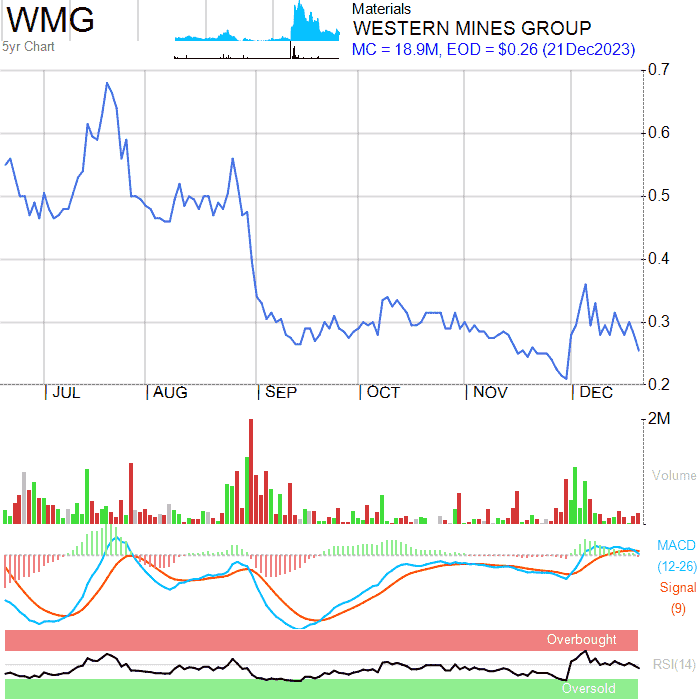 WMG
5yr Chart
Materials
WESTERN MINES GROUP
MC = 18.9M, EOD = $0.26 (21Dec2023)
0.7
0.6
0.5
0.4
0.3
0.2
JUL AUG SEP OCT NOV DEC
2M
Volume
MACD
(12-26)
Signal
(9)
Overbought
RSI(14)
Oversold